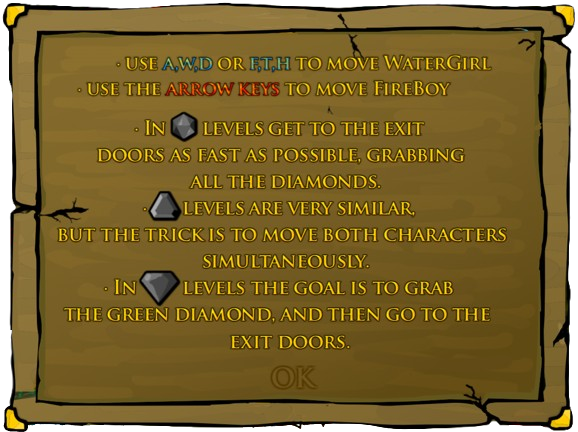 · USE A,W,D OR F,T,H TO MOVE WATERGIRL
· USE THE ARROW KEYS TO MOVE FIREBOY
· IN LEVELS GET TO THE EXIT
DOORS AS FAST AS POSSIBLE, GRABBING
ALL THE DIAMONDS.
· LEVELS ARE VERY SIMILAR,
BUT THE TRICK IS TO MOVE BOTH CHARACTERS
SIMULTANEOUSLY.
· IN LEVELS THE GOAL IS TO GRAB
THE GREEN DIAMOND, AND THEN GO TO THE
EXIT DOORS.
OK